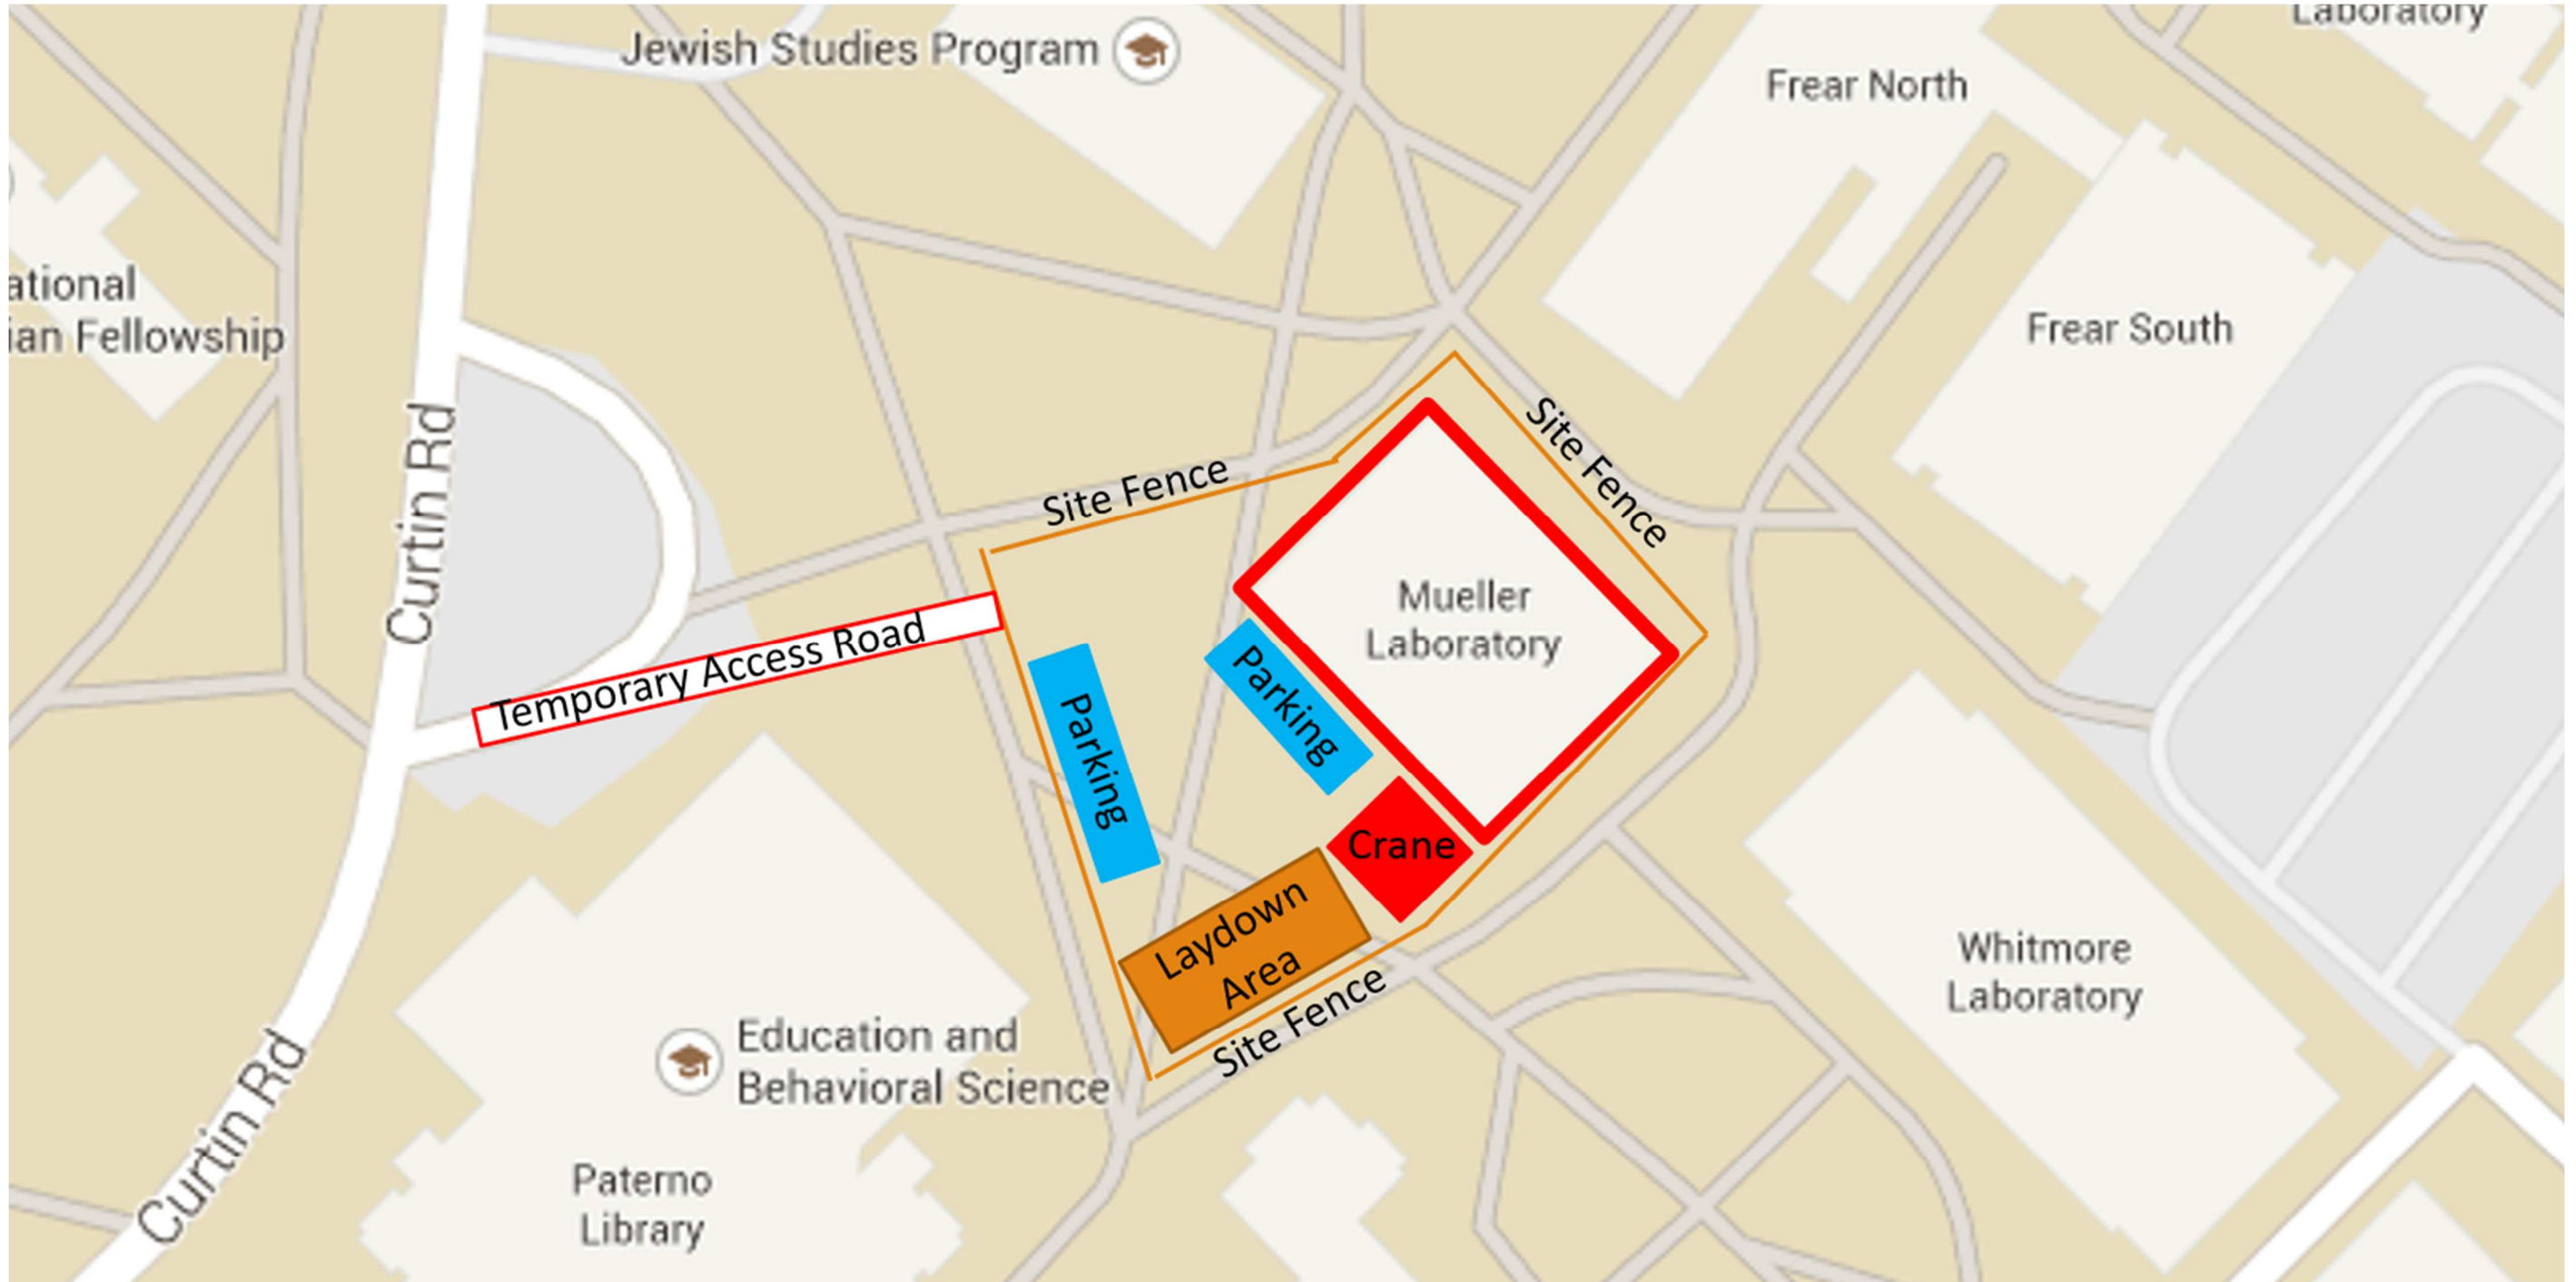 Laboratory
Jewish Studies Program
Frear North
ational
ian Fellowship
Frear South
Curtin Rd
Site Fence
Site Fence
Mueller
Laboratory
Temporary Access Road
Parking
Parking
Crane
Laydown
Area
Site Fence
Whitmore
Laboratory
Education and
Behavioral Science
Curtin Rd
Paterno
Library